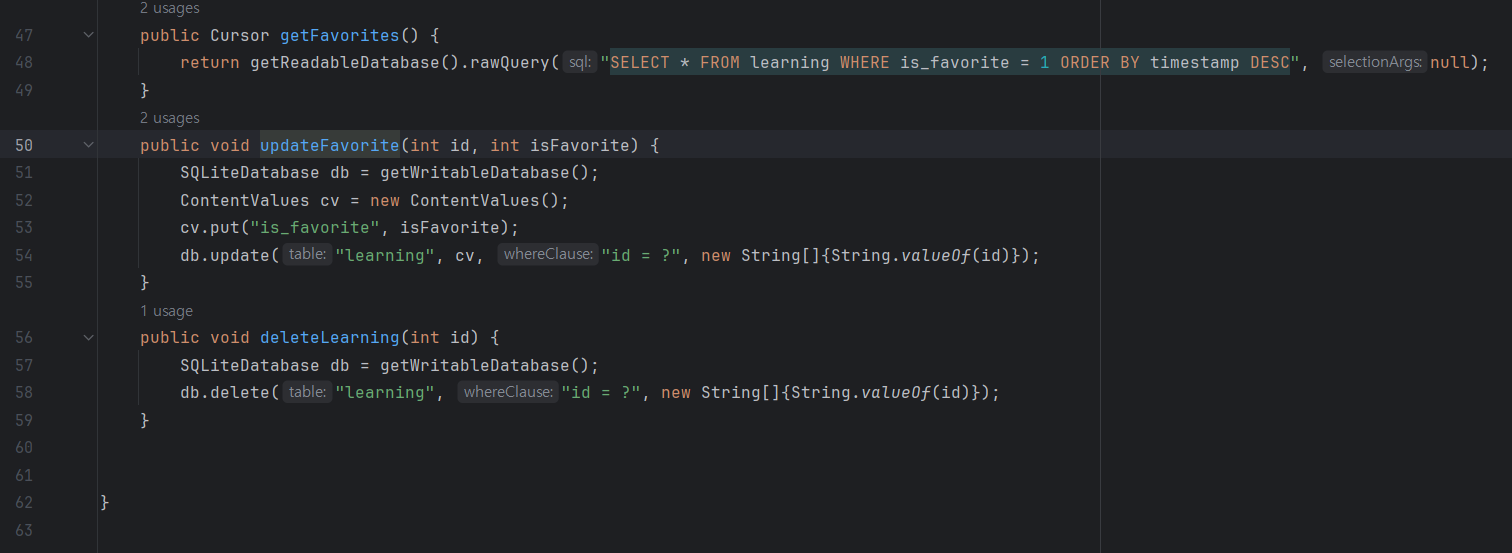 2 usages
47 public Cursor getFavorites() {
48 return getReadableDatabase().rawQuery( sql: "SELECT * FROM learning WHERE is_favorite = 1 ORDER BY timestamp DESC", selectionArgs: null);
49 }
2 usages
50 public void updateFavorite(int id, int isFavorite) {
51 SQLiteDatabase db = getWritableDatabase();
52 ContentValues cv = new ContentValues();
53 cv.put("is_favorite", isFavorite);
54 db.update( table: "learning", cv, whereClause: "id = ?", new String[]{String.valueOf(id)});
55 }
1 usage
56 public void deleteLearning(int id) {
57 SQLiteDatabase db = getWritableDatabase();
58 db.delete( table: "learning", whereClause: "id = ?", new String[]{String.valueOf(id)});
59 }
60
61
62 }
63